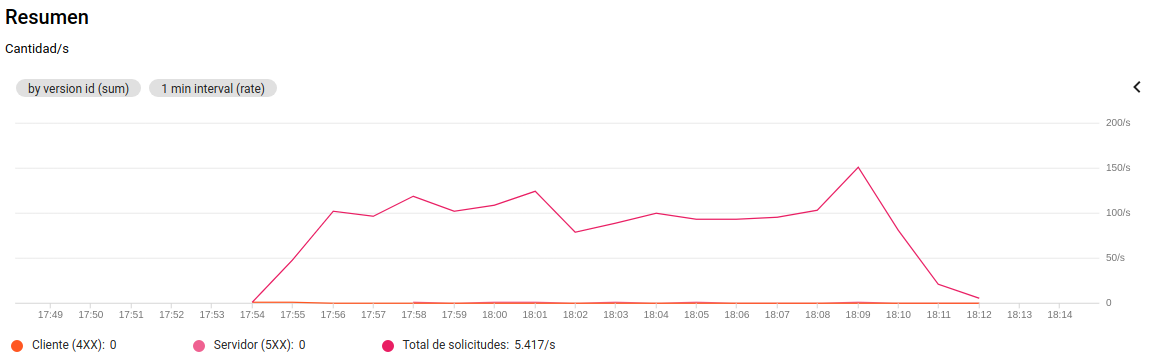 Resumen
Cantidad/s
by version id (sum) 1 min interval (rate)
200/s
150/s
100/s
50/s
0
17:49 17:50 17:51 17:52 17:53 17:54 17:55 17:56 17:57 17:58 17:59 18:00 18:01 18:02 18:03 18:04 18:05 18:06 18:07 18:08 18:09 18:10 18:11 18:12 18:13 18:14
Cliente (4XX): 0 Servidor (5XX): 0 Total de solicitudes: 5.417/s